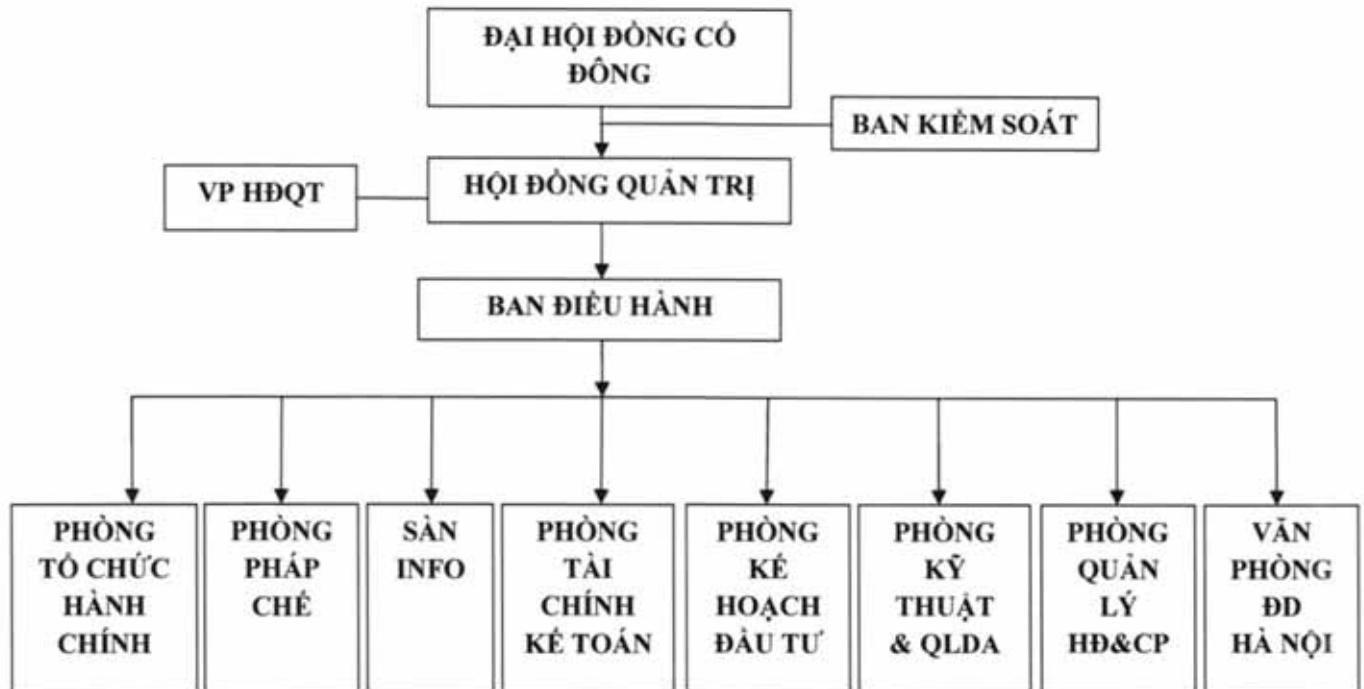 ĐẠI HỘI ĐỒNG CỔ
ĐÔNG
BAN KIỂM SOÁT
VP HĐQT
HỘI ĐỒNG QUẢN TRỊ
BAN ĐIỀU HÀNH
PHÒNG
TỔ CHỨC
HÀNH
CHÍNH
PHÒNG
PHÁP
CHẾ
SÀN
INFO
PHÒNG
TÀI
CHÍNH
KẾ TOÁN
PHÒNG
KẾ
HOẠCH
ĐẦU TƯ
PHÒNG
KỸ
THUẬT
& QLDA
PHÒNG
QUẢN
LÝ
HĐ&CP
VĂN
PHÒNG
ĐD
HÀ NỘI